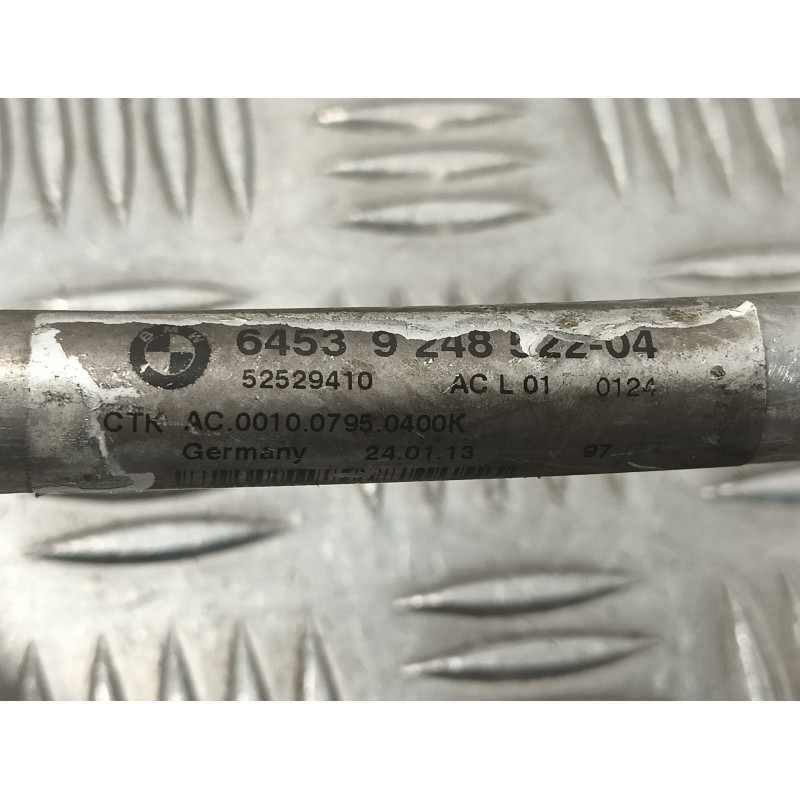 BMW
6453 9 248 522-04
52529410 AC L 01 0124
CTK AC.0010.0795.0400K
Germany 24.01.13 97